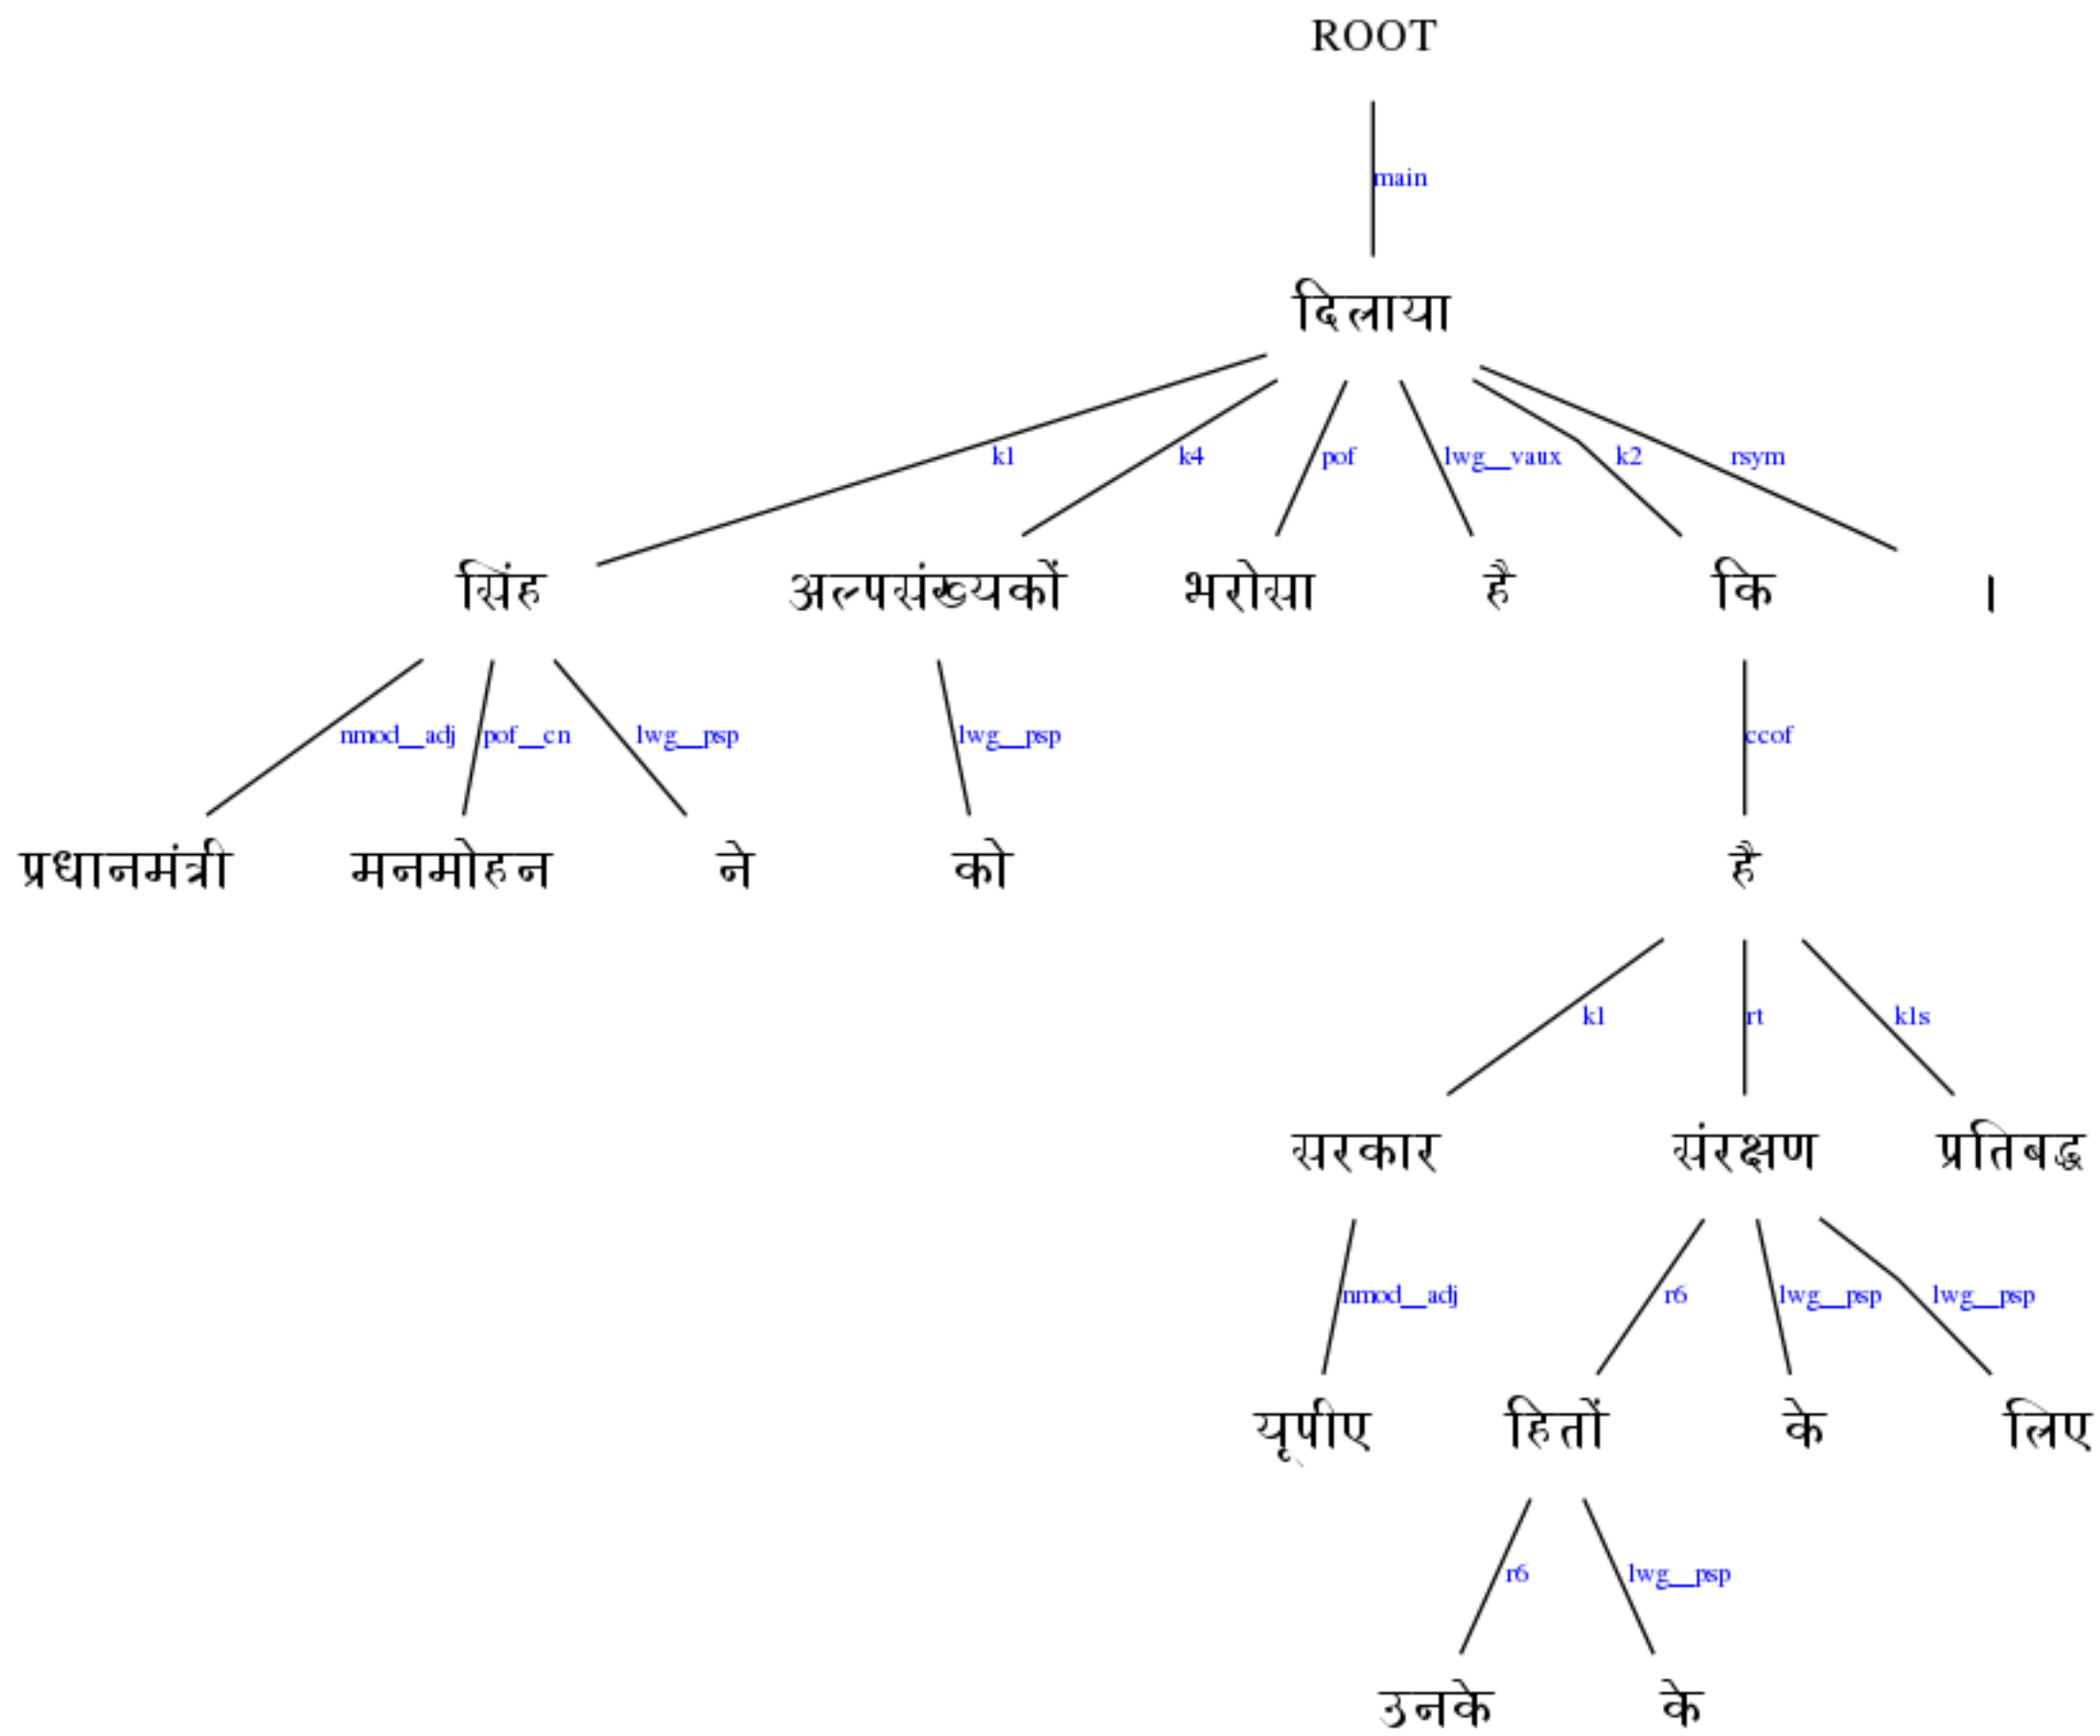 ROOT
main
दिलाया
k1 k4 pof lwg__vaux k2 rsym
सिंह अल्पसंख्यकों भरोसा है कि ।
nmod__adj pof__cn lwg__psp lwg__psp ccof
प्रधानमंत्री मनमोहन ने को है
k1 rt k1s
सरकार संरक्षण प्रतिबद्ध
nmod__adj r6 lwg__psp lwg__psp
यूपीए हितों के लिए
r6 lwg__psp
उनके के